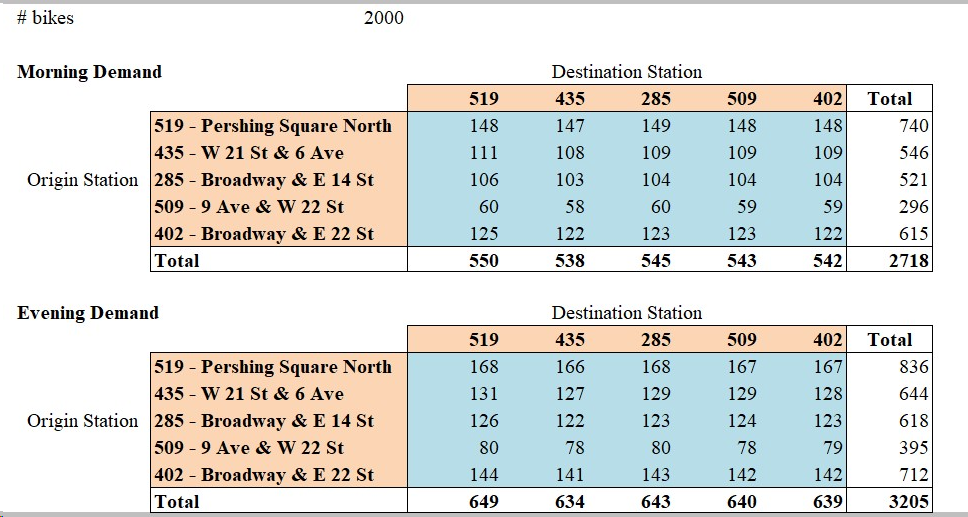 # bikes 2000
Morning Demand Destination Station
519 435 285 509 402 Total
519 - Pershing Square North 148 147 149 148 148 740
435 - W 21 St & 6 Ave 111 108 109 109 109 546
Origin Station 285 - Broadway & E 14 St 106 103 104 104 104 521
509 - 9 Ave & W 22 St 60 58 60 59 59 296
402 - Broadway & E 22 St 125 122 123 123 122 615
Total 550 538 545 543 542 2718
Evening Demand Destination Station
519 435 285 509 402 Total
519 - Pershing Square North 168 166 168 167 167 836
435 - W 21 St & 6 Ave 131 127 129 129 128 644
Origin Station 285 - Broadway & E 14 St 126 122 123 124 123 618
509 - 9 Ave & W 22 St 80 78 80 78 79 395
402 - Broadway & E 22 St 144 141 143 142 142 712
Total 649 634 643 640 639 3205